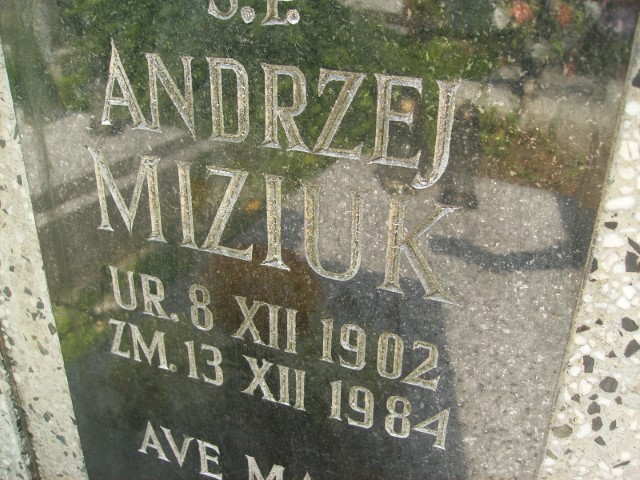 Ś.P.
ANDRZEJ
MIZIUK
UR. 8 XII 1902
ZM. 13 XII 1984
AVE